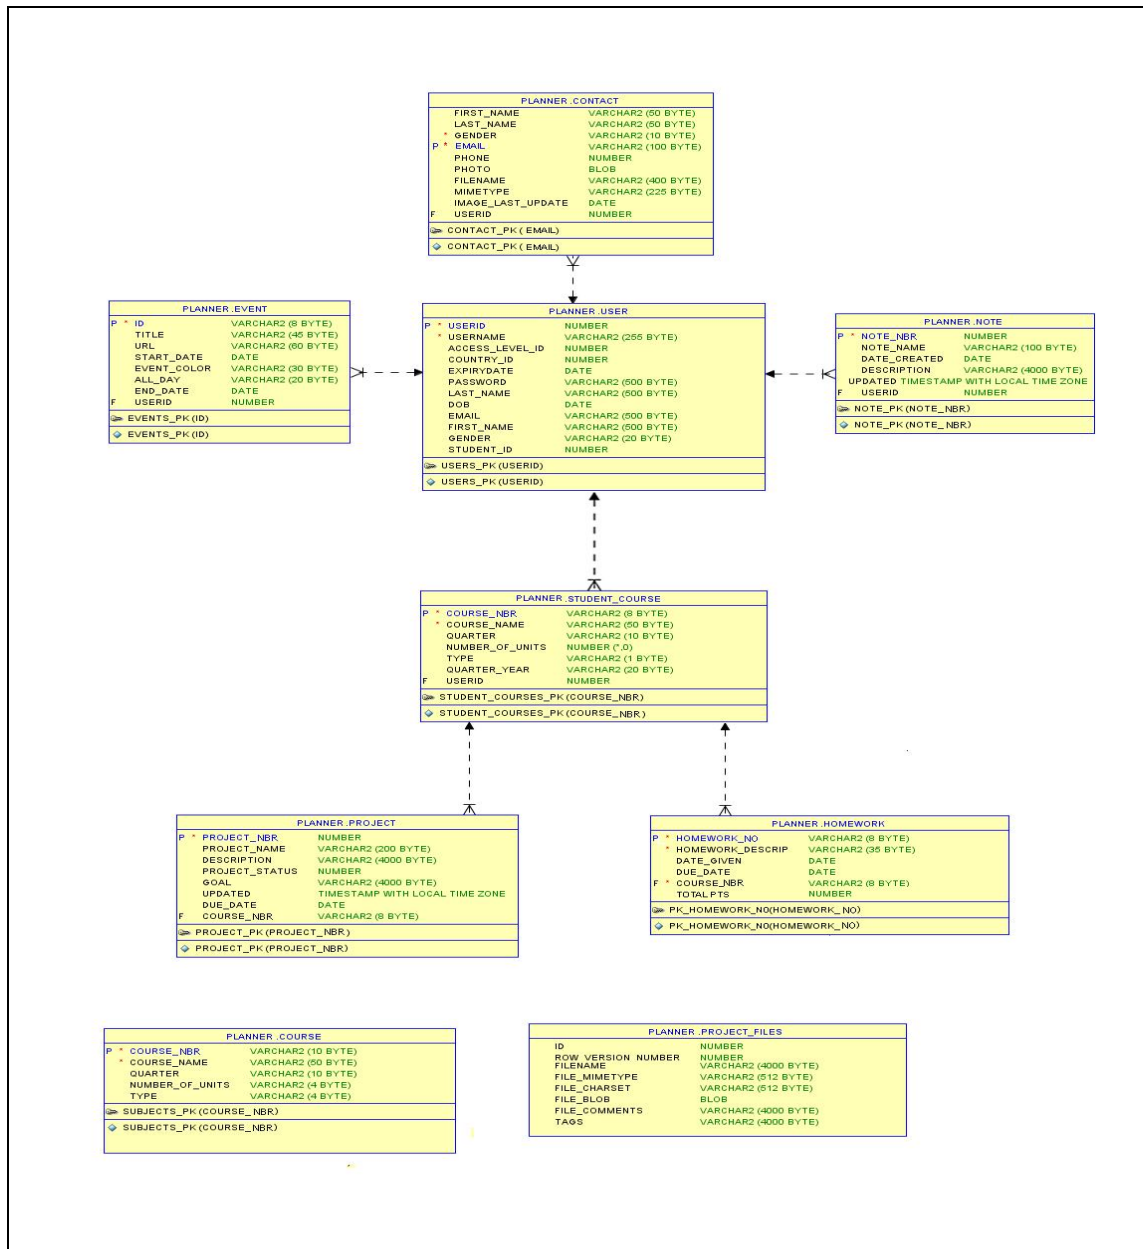 PLANNER.CONTACT
FIRST_NAME VARCHAR2 (50 BYTE)
LAST_NAME VARCHAR2 (50 BYTE)
* GENDER VARCHAR2 (10 BYTE)
P * EMAIL VARCHAR2 (100 BYTE)
PHONE NUMBER
PHOTO BLOB
FILENAME VARCHAR2 (400 BYTE)
MIMETYPE VARCHAR2 (225 BYTE)
IMAGE_LAST_UPDATE DATE
F USERID NUMBER
CONTACT_PK (EMAIL)
CONTACT_PK (EMAIL)
PLANNER.EVENT
P * ID VARCHAR2 (8 BYTE)
TITLE VARCHAR2 (45 BYTE)
URL VARCHAR2 (60 BYTE)
START_DATE DATE
EVENT_COLOR VARCHAR2 (30 BYTE)
ALL_DAY VARCHAR2 (20 BYTE)
END_DATE DATE
F USERID NUMBER
EVENTS_PK (ID)
EVENTS_PK (ID)
PLANNER.USER
P * USERID NUMBER
* USERNAME VARCHAR2 (255 BYTE)
ACCESS_LEVEL_ID NUMBER
COUNTRY_ID NUMBER
EXPIRYDATE DATE
PASSWORD VARCHAR2 (500 BYTE)
LAST_NAME VARCHAR2 (500 BYTE)
DOB DATE
EMAIL VARCHAR2 (500 BYTE)
FIRST_NAME VARCHAR2 (500 BYTE)
GENDER VARCHAR2 (20 BYTE)
STUDENT_ID NUMBER
USERS_PK (USERID)
USERS_PK (USERID)
PLANNER.NOTE
P * NOTE_NBR NUMBER
NOTE_NAME VARCHAR2 (100 BYTE)
DATE_CREATED DATE
DESCRIPTION VARCHAR2 (4000 BYTE)
UPDATED TIMESTAMP WITH LOCAL TIME ZONE
F USERID NUMBER
NOTE_PK (NOTE_NBR)
NOTE_PK (NOTE_NBR)
PLANNER.STUDENT_COURSE
P * COURSE_NBR VARCHAR2 (8 BYTE)
* COURSE_NAME VARCHAR2 (50 BYTE)
QUARTER VARCHAR2 (10 BYTE)
NUMBER_OF_UNITS NUMBER (*,0)
TYPE VARCHAR2 (1 BYTE)
QUARTER_YEAR VARCHAR2 (20 BYTE)
F USERID NUMBER
STUDENT_COURSES_PK (COURSE_NBR)
STUDENT_COURSES_PK (COURSE_NBR)
PLANNER.PROJECT
P * PROJECT_NBR NUMBER
PROJECT_NAME VARCHAR2 (200 BYTE)
DESCRIPTION VARCHAR2 (4000 BYTE)
PROJECT_STATUS NUMBER
GOAL VARCHAR2 (4000 BYTE)
UPDATED TIMESTAMP WITH LOCAL TIME ZONE
DUE_DATE DATE
F COURSE_NBR VARCHAR2 (8 BYTE)
PROJECT_PK (PROJECT_NBR)
PROJECT_PK (PROJECT_NBR)
PLANNER.HOMEWORK
P * HOMEWORK_NO VARCHAR2 (8 BYTE)
* HOMEWORK_DESCRIP VARCHAR2 (35 BYTE)
DATE_GIVEN DATE
DUE_DATE DATE
F * COURSE_NBR VARCHAR2 (8 BYTE)
TOTALPTS NUMBER
PK_HOMEWORK_NO(HOMEWORK_NO)
PK_HOMEWORK_NO(HOMEWORK_NO)
PLANNER.COURSE
P * COURSE_NBR VARCHAR2 (10 BYTE)
* COURSE_NAME VARCHAR2 (50 BYTE)
QUARTER VARCHAR2 (10 BYTE)
NUMBER_OF_UNITS VARCHAR2 (4 BYTE)
TYPE VARCHAR2 (4 BYTE)
SUBJECTS_PK (COURSE_NBR)
SUBJECTS_PK (COURSE_NBR)
PLANNER.PROJECT_FILES
ID NUMBER
ROW_VERSION_NUMBER NUMBER
FILENAME VARCHAR2 (4000 BYTE)
FILE_MIMETYPE VARCHAR2 (512 BYTE)
FILE_CHARSET VARCHAR2 (512 BYTE)
FILE_BLOB BLOB
FILE_COMMENTS VARCHAR2 (4000 BYTE)
TAGS VARCHAR2 (4000 BYTE)